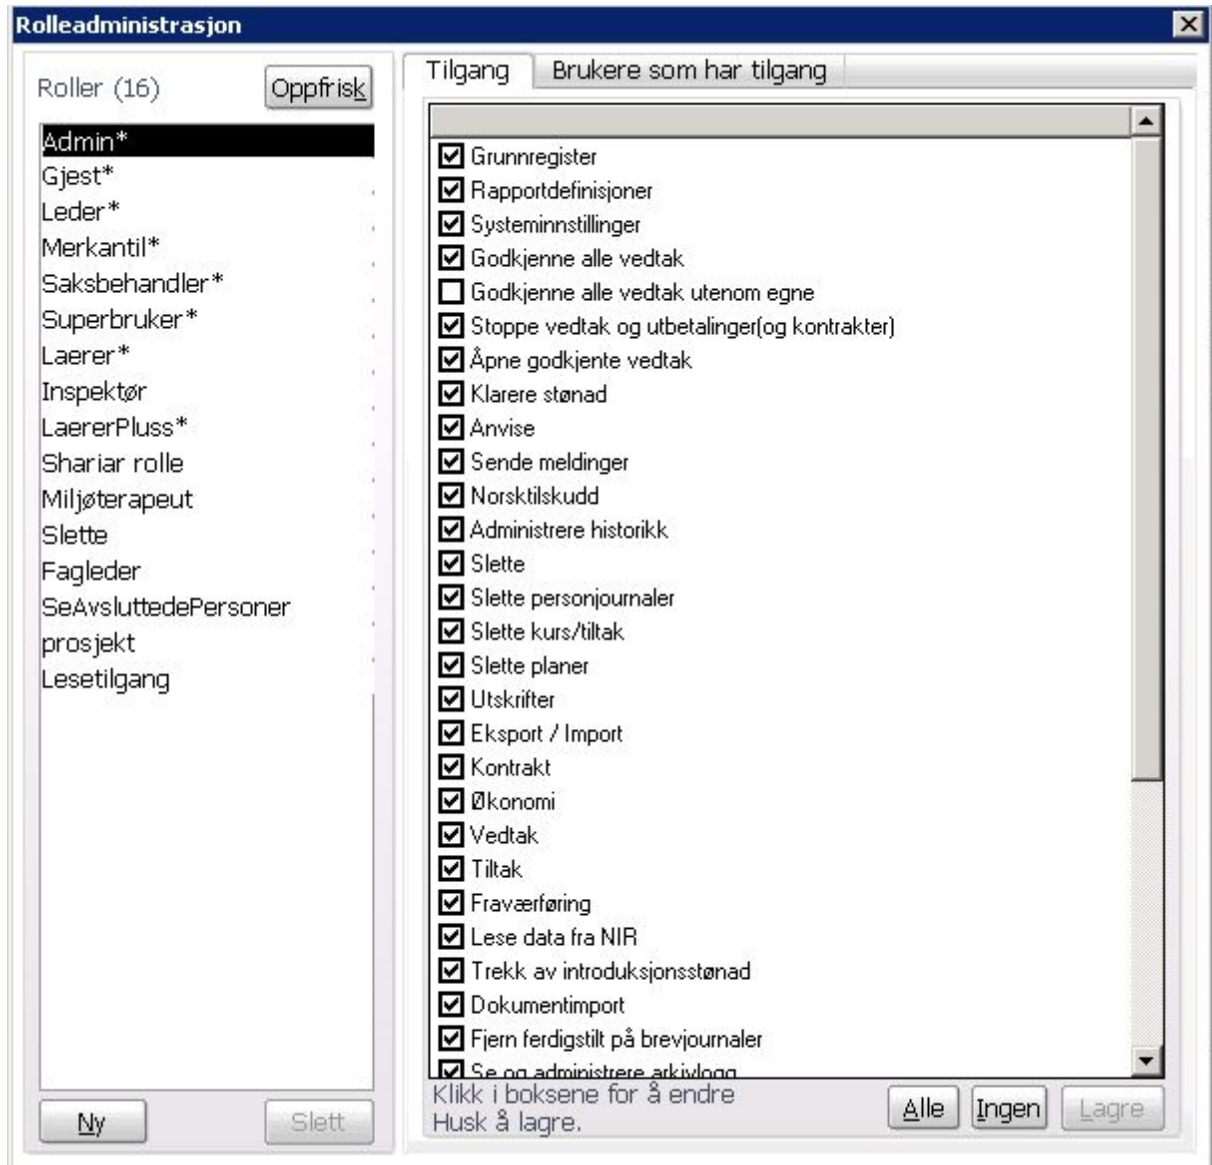 Rolleadministrasjon
Roller (16)
Oppfrisk
Admin*
Gjest*
Leder*
Merkantil*
Saksbehandler*
Superbruker*
Laerer*
Inspektør
LaererPluss*
Shariar rolle
Miljøterapeut
Slette
Fagleder
SeAvsluttedePersoner
prosjekt
Lesetilgang
Ny
Slett
Tilgang
Brukere som har tilgang
Grunnregister
Rapportdefinisjoner
Systeminnstillinger
Godkjenne alle vedtak
Godkjenne alle vedtak utenom egne
Stoppe vedtak og utbetalinger(og kontrakter)
Åpne godkjente vedtak
Klarere stønad
Anvise
Sende meldinger
Norsktilskudd
Administrere historikk
Slette
Slette personjournaler
Slette kurs/tiltak
Slette planer
Utskrifter
Eksport / Import
Kontrakt
Økonomi
Vedtak
Tiltak
Fraværføring
Lese data fra NIR
Trekk av introduksjonsstønad
Dokumentimport
Fjern ferdigstilt på brevjournaler
Se og administrere arkivlogg
Klikk i boksene for å endre
Husk å lagre.
Alle
Ingen
Lagre